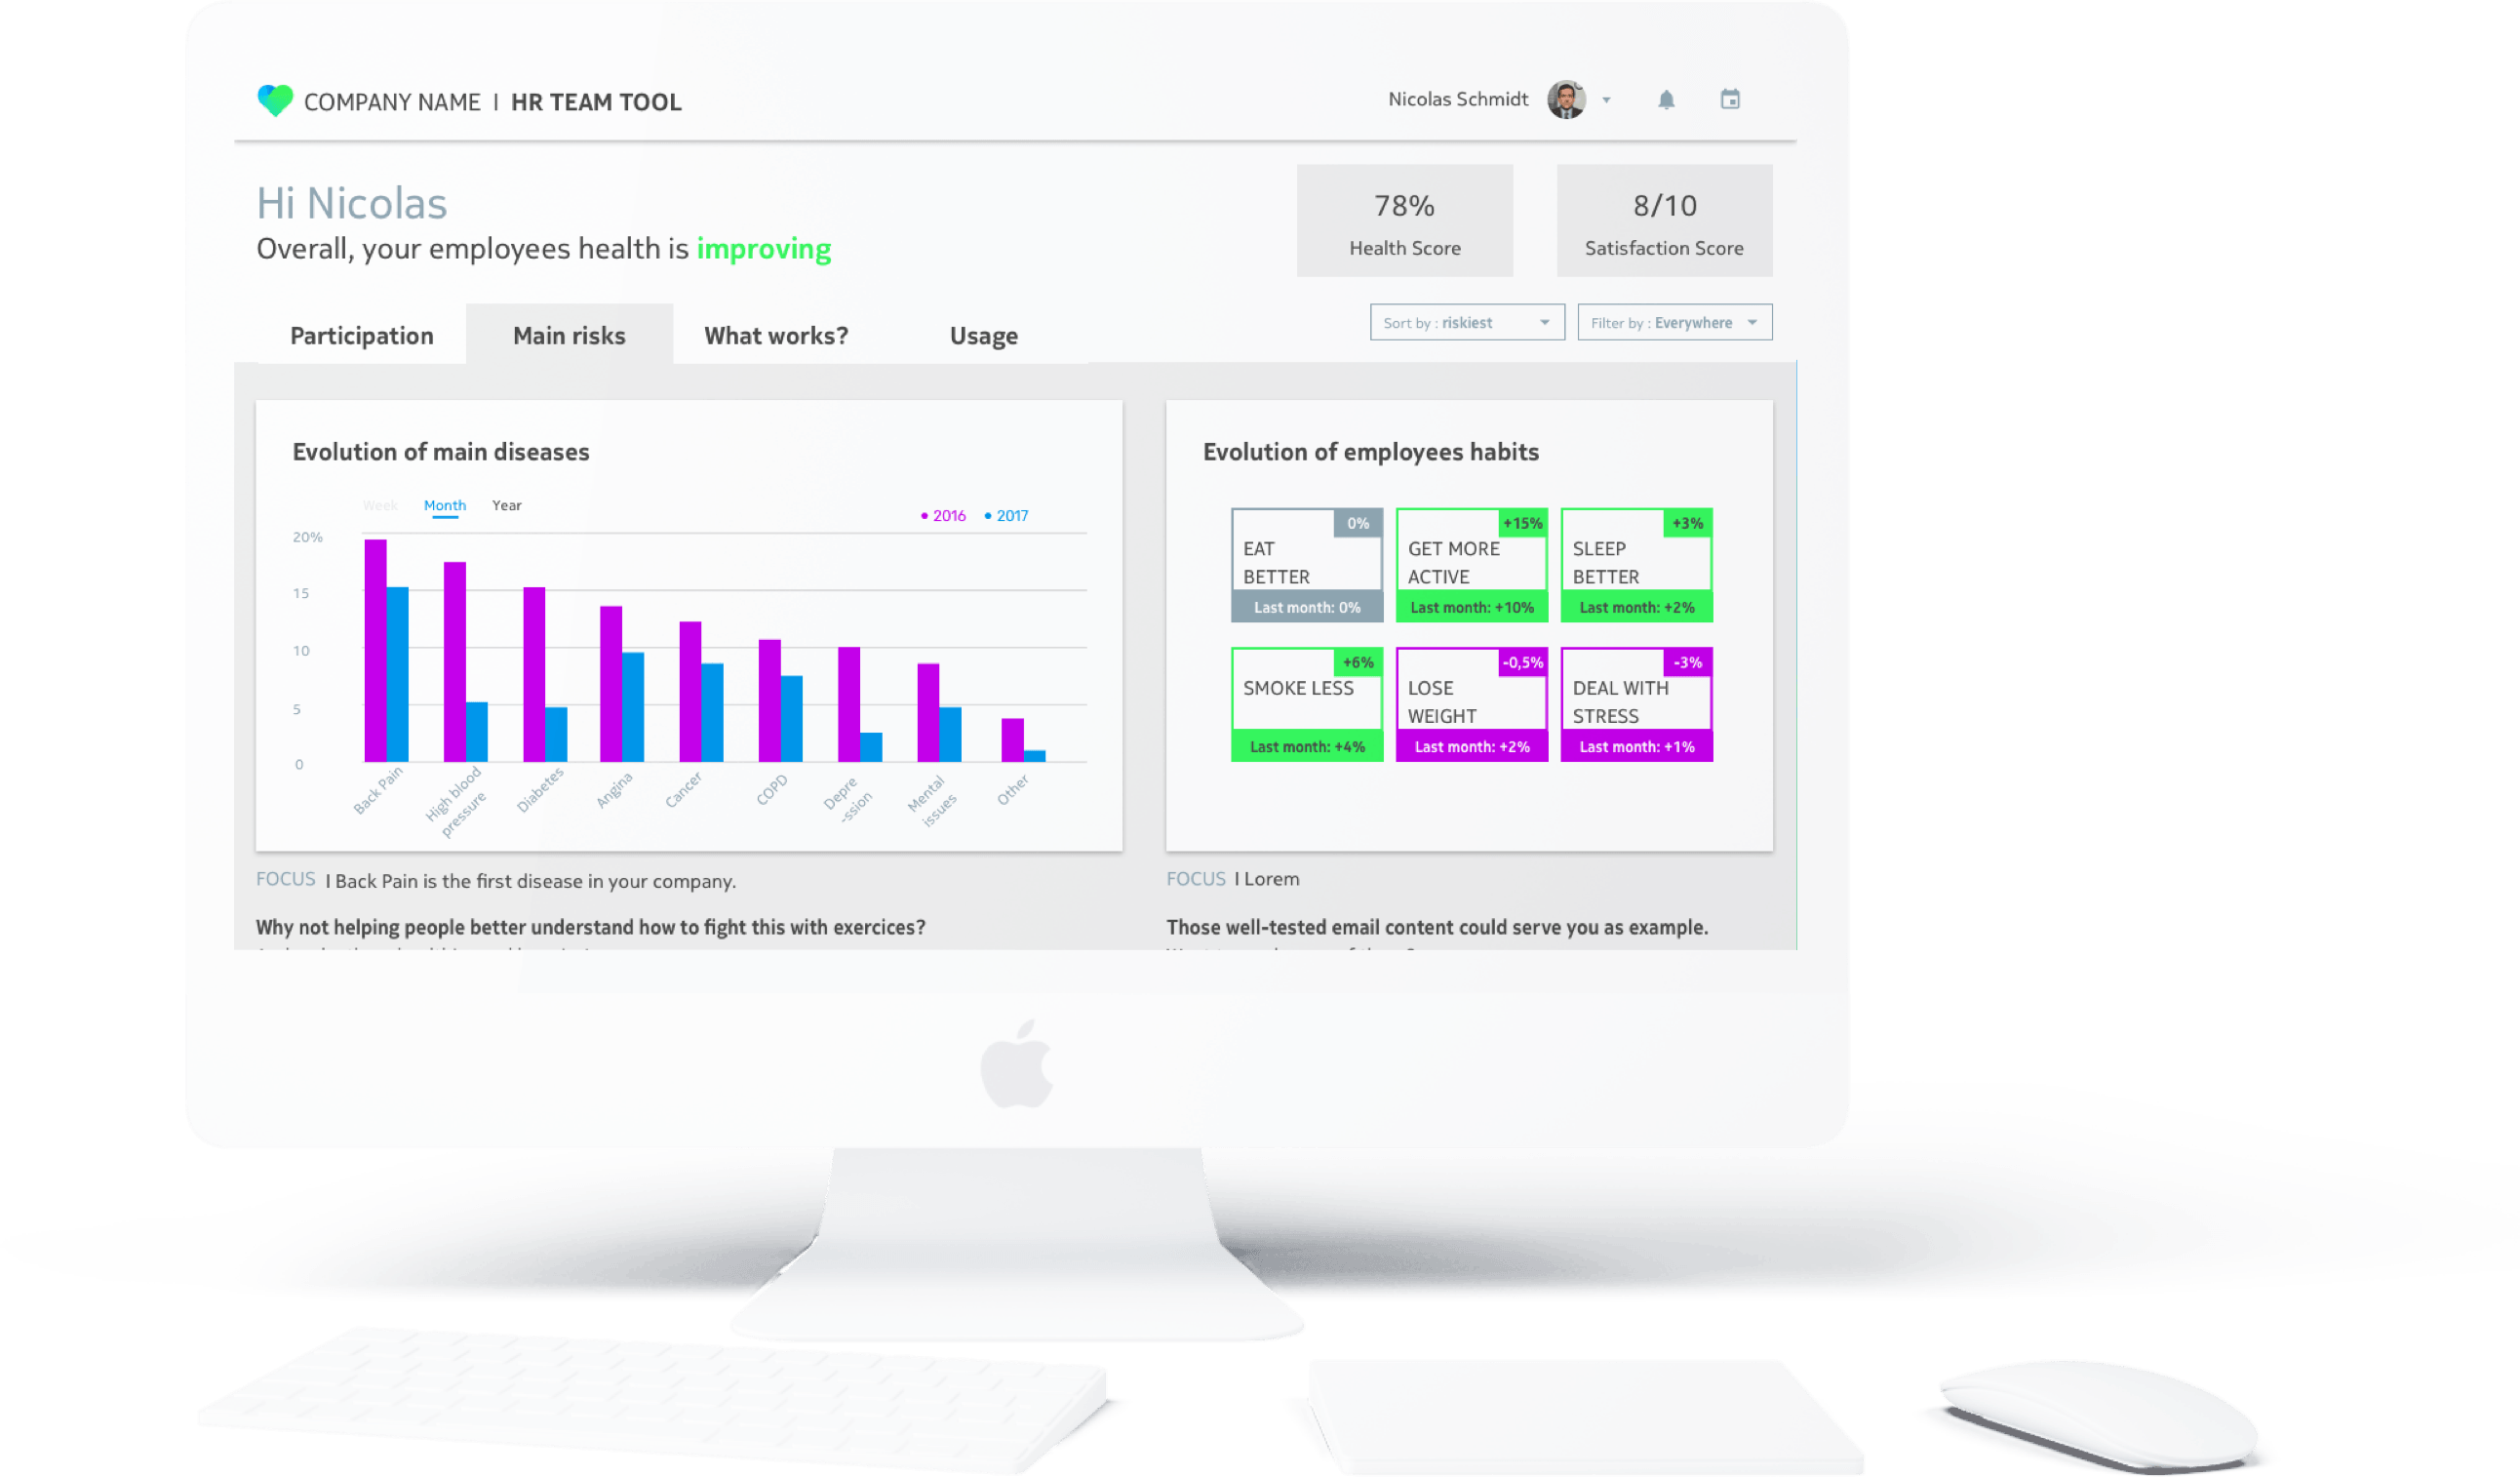 COMPANY NAME | HR TEAM TOOL
Nicolas Schmidt
Hi Nicolas
Overall, your employees health is improving
78%
Health Score
8/10
Satisfaction Score
Participation
Main risks
What works?
Usage
Sort by : riskiest
Filter by : Everywhere
Evolution of main diseases
Week
Month
Year
2016
2017
20%
15
10
5
0
Back Pain
High blood
pressure
Diabetes
Angina
Cancer
COPD
Depre
-ssion
Mental
issues
Other
Evolution of employees habits
0%
EAT
BETTER
Last month: 0%
+15%
GET MORE
ACTIVE
Last month: +10%
+3%
SLEEP
BETTER
Last month: +2%
+6%
SMOKE LESS
Last month: +4%
-0,5%
LOSE
WEIGHT
Last month: +2%
-3%
DEAL WITH
STRESS
Last month: +1%
FOCUS | Back Pain is the first disease in your company.
Why not helping people better understand how to fight this with exercices?
FOCUS | Lorem
Those well-tested email content could serve you as example.